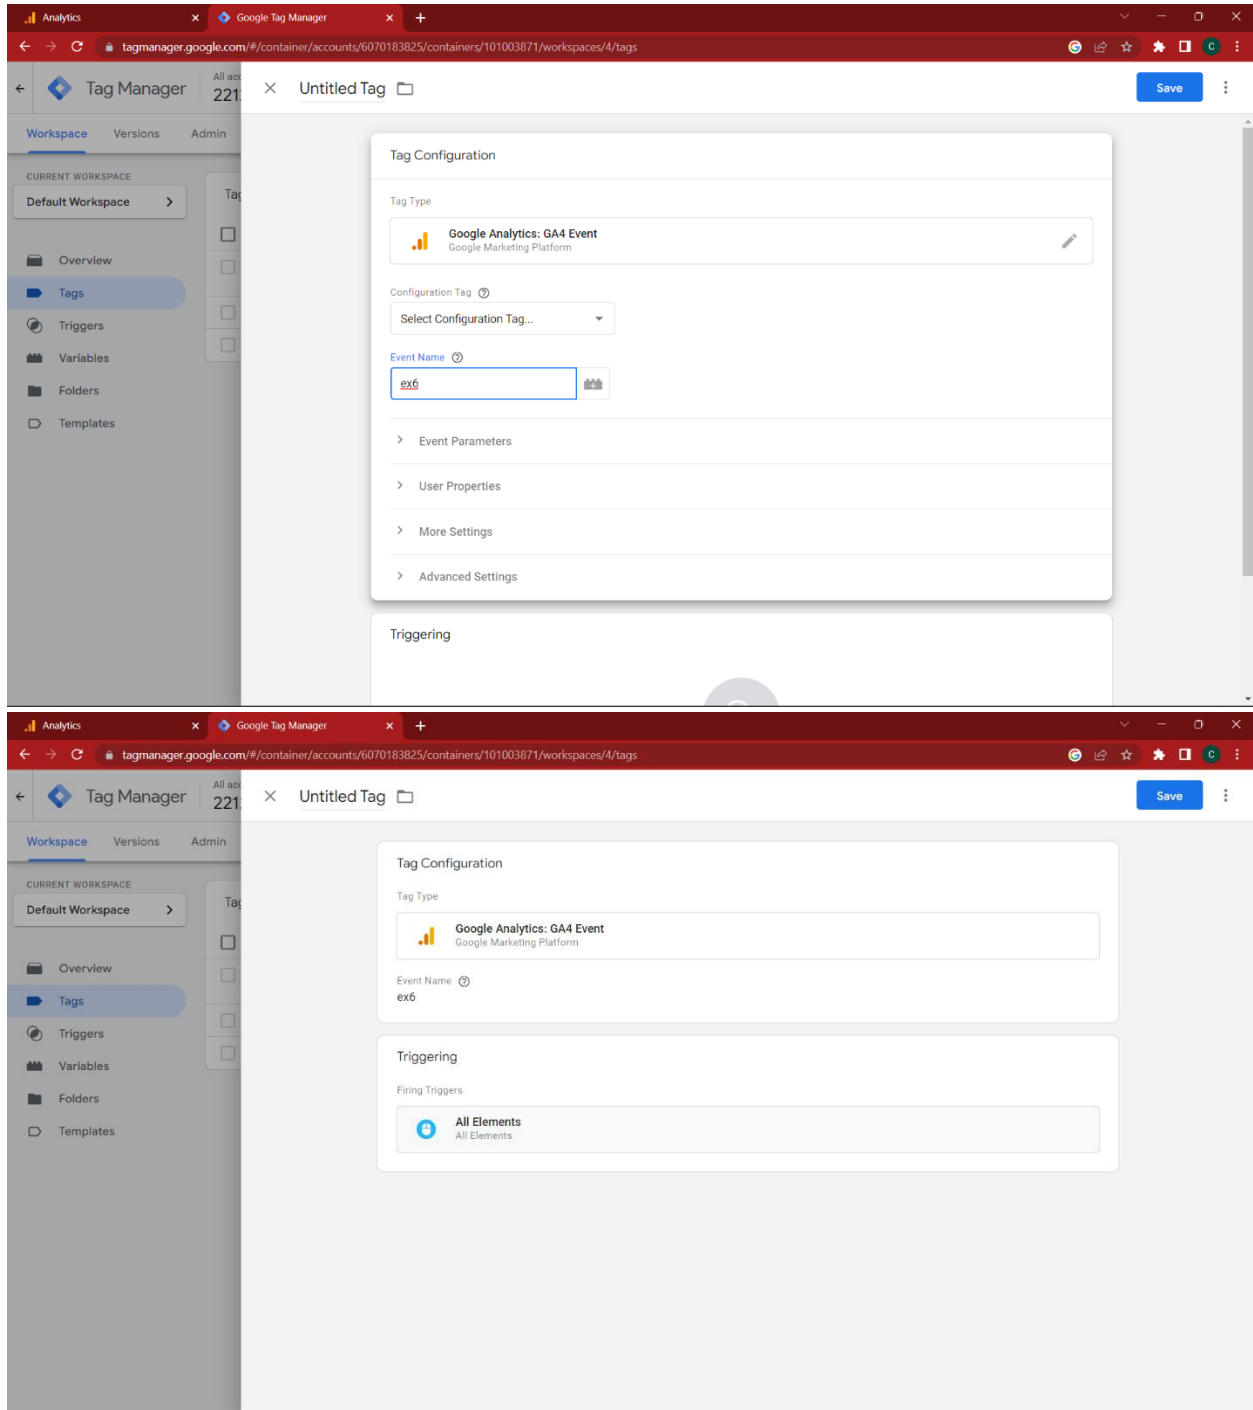 Analytics
Google Tag Manager
tagmanager.google.com/#/container/accounts/6070183825/containers/101003871/workspaces/4/tags
C
Tag Manager
All acc
221
Untitled Tag
Save
Workspace Versions Admin
Tag Configuration
CURRENT WORKSPACE
Default Workspace
Tag
Tag Type
Google Analytics: GA4 Event
Google Marketing Platform
Overview
Tags
Triggers
Variables
Folders
Templates
Configuration Tag
Select Configuration Tag...
Event Name
ex6
Event Parameters
User Properties
More Settings
Advanced Settings
Triggering
Analytics
Google Tag Manager
tagmanager.google.com/#/container/accounts/6070183825/containers/101003871/workspaces/4/tags
C
Tag Manager
All acc
221
Untitled Tag
Save
Workspace Versions Admin
CURRENT WORKSPACE
Default Workspace
Tag
Overview
Tags
Triggers
Variables
Folders
Templates
Tag Configuration
Tag Type
Google Analytics: GA4 Event
Google Marketing Platform
Event Name
ex6
Triggering
Firing Triggers
All Elements
All Elements